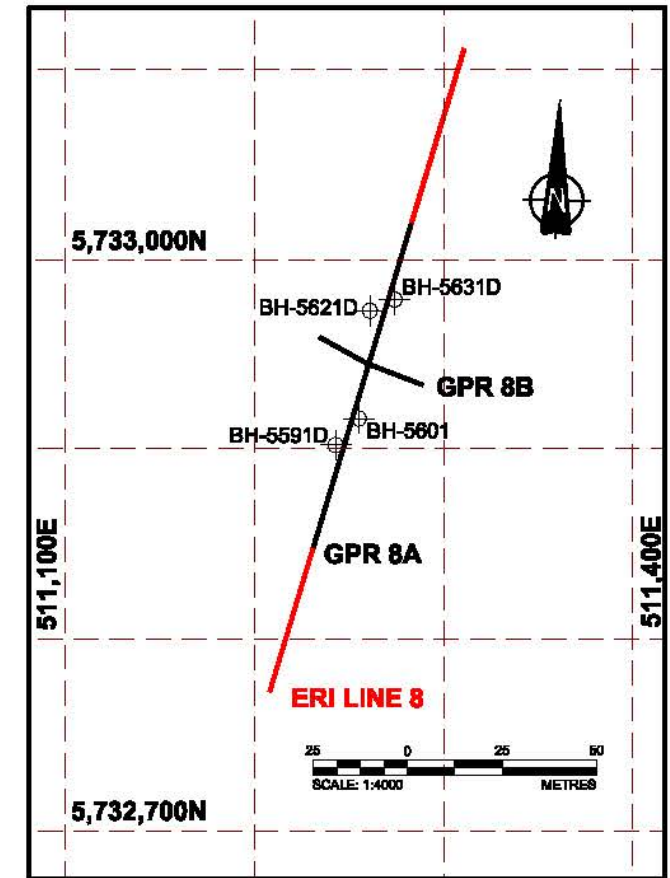 N
5,733,000N
BH-5631D
BH-5621D
GPR 8B
BH-5591D
BH-5601
511,100E
511,400E
GPR 8A
ERI LINE 8
25 0 25 50
SCALE: 1:4000 METRES
5,732,700N